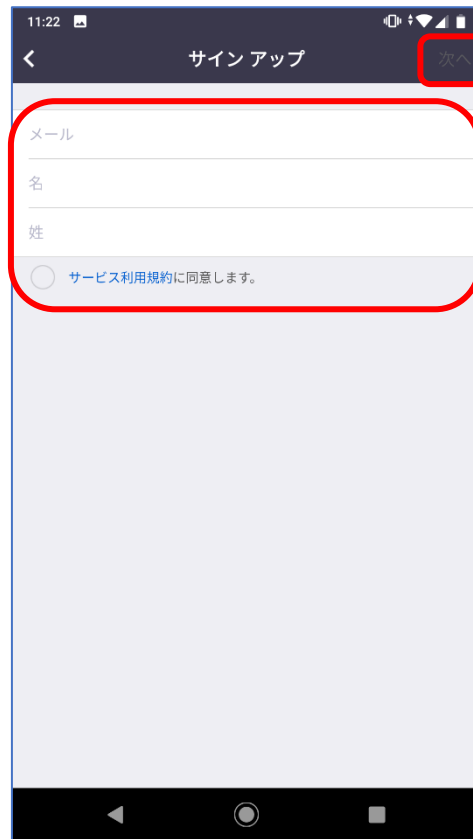 11:22
サイン アップ
次へ
メール
名
姓
サービス利用規約に同意します。